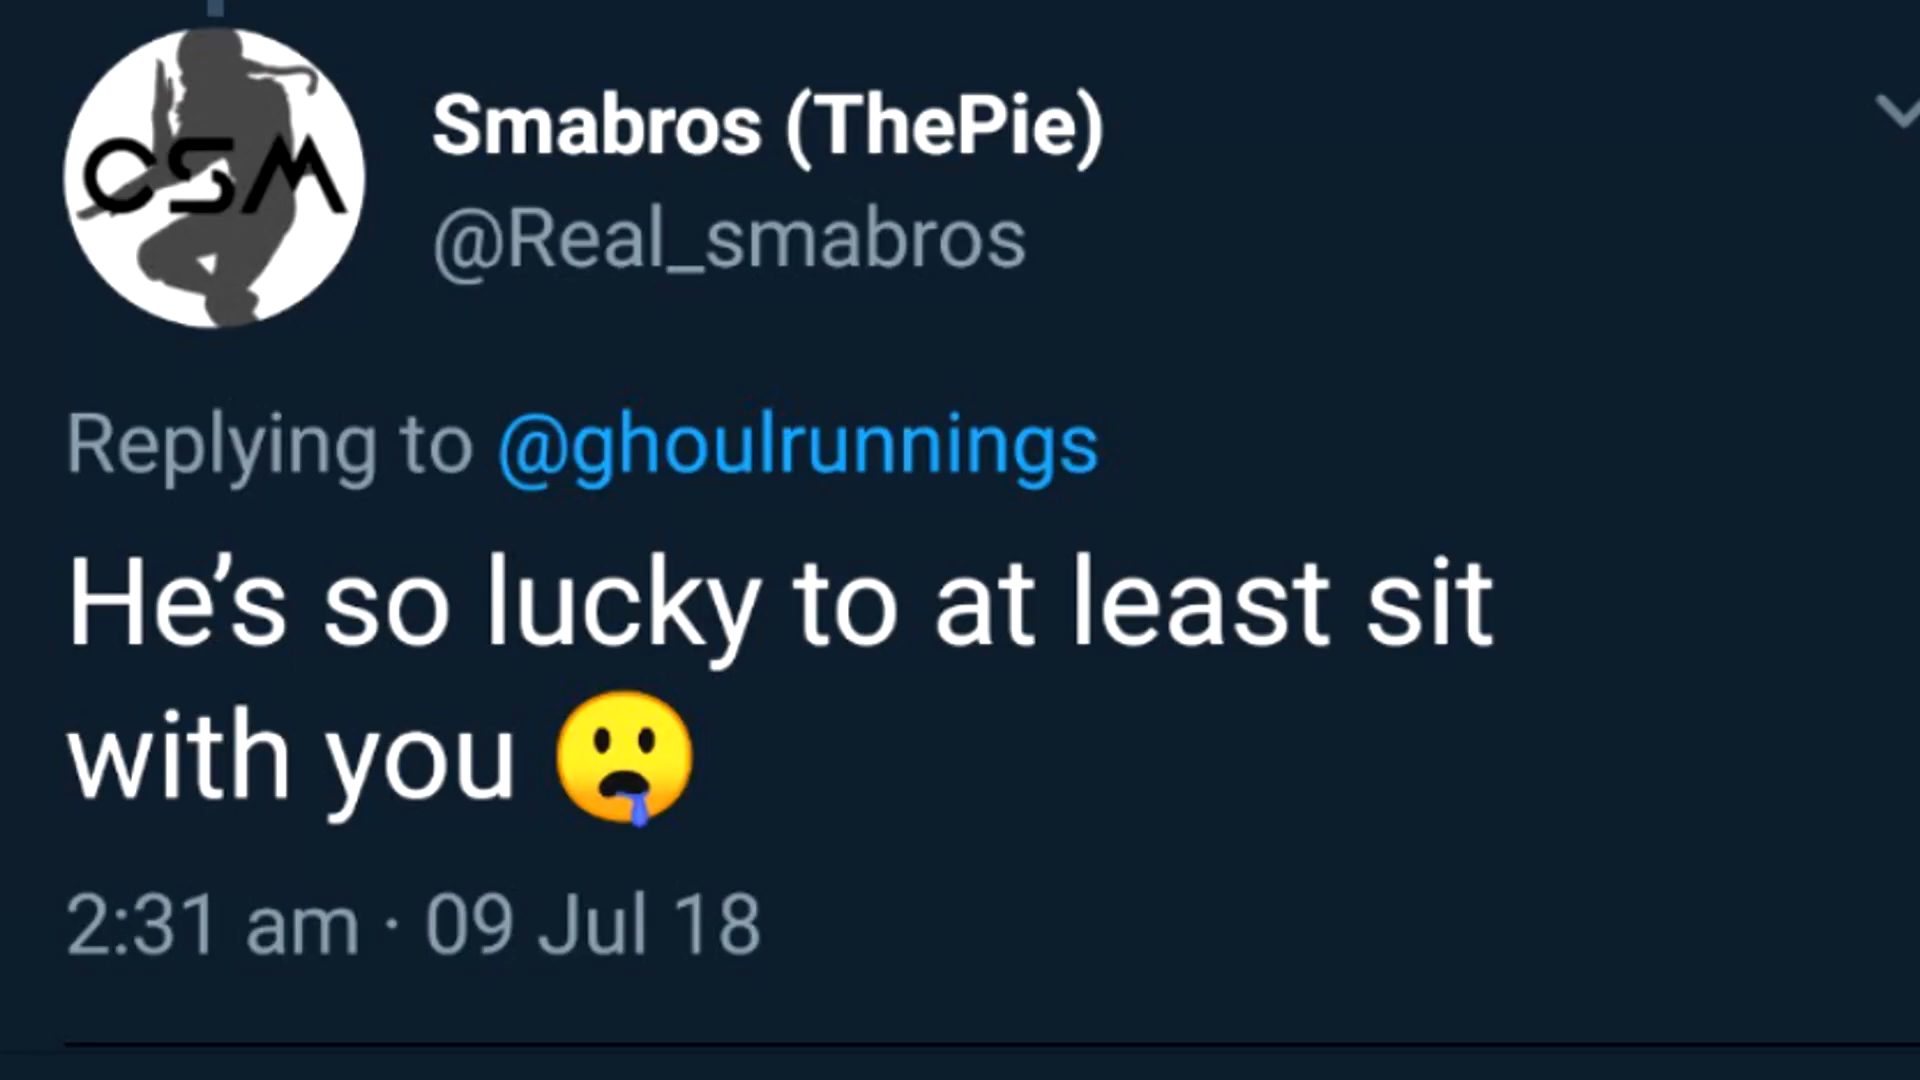 CSM
Smabros (ThePie)
@Real_smabros
Replying to @ghoulrunnings
He’s so lucky to at least sit
with you 🤤
2:31 am · 09 Jul 18